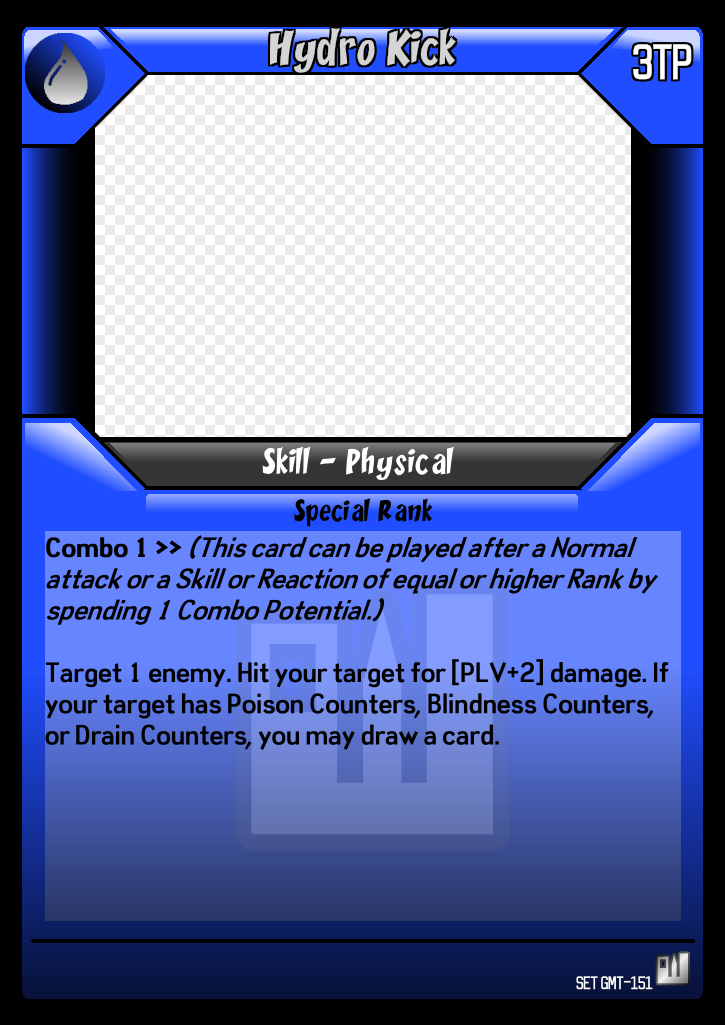 Hydro Kick
3TP
Skill - Physical
Special Rank
Combo 1 >> (This card can be played after a Normal
attack or a Skill or Reaction of equal or higher Rank by
spending 1 Combo Potential.)
Target 1 enemy. Hit your target for [PLV+2] damage. If
your target has Poison Counters, Blindness Counters,
or Drain Counters, you may draw a card.
SET GMT-151